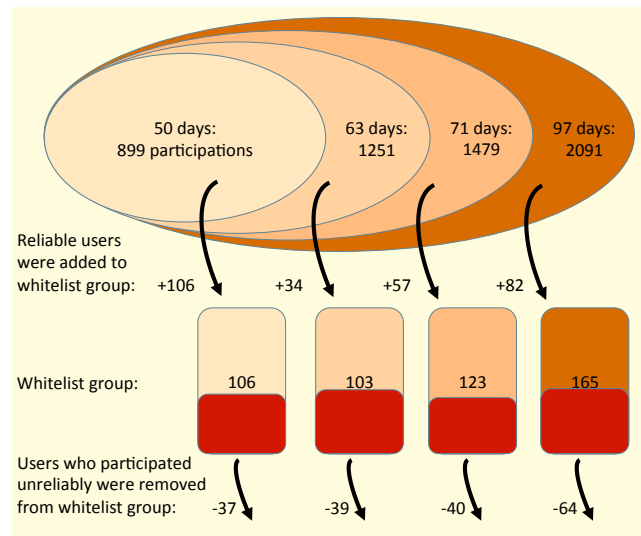 50 days:
899 participations
63 days:
1251
71 days:
1479
97 days:
2091
Reliable users
were added to
whitelist group:
+106
+34
+57
+82
Whitelist group:
106
103
123
165
Users who participated
unreliably were removed
from whitelist group:
-37
-39
-40
-64